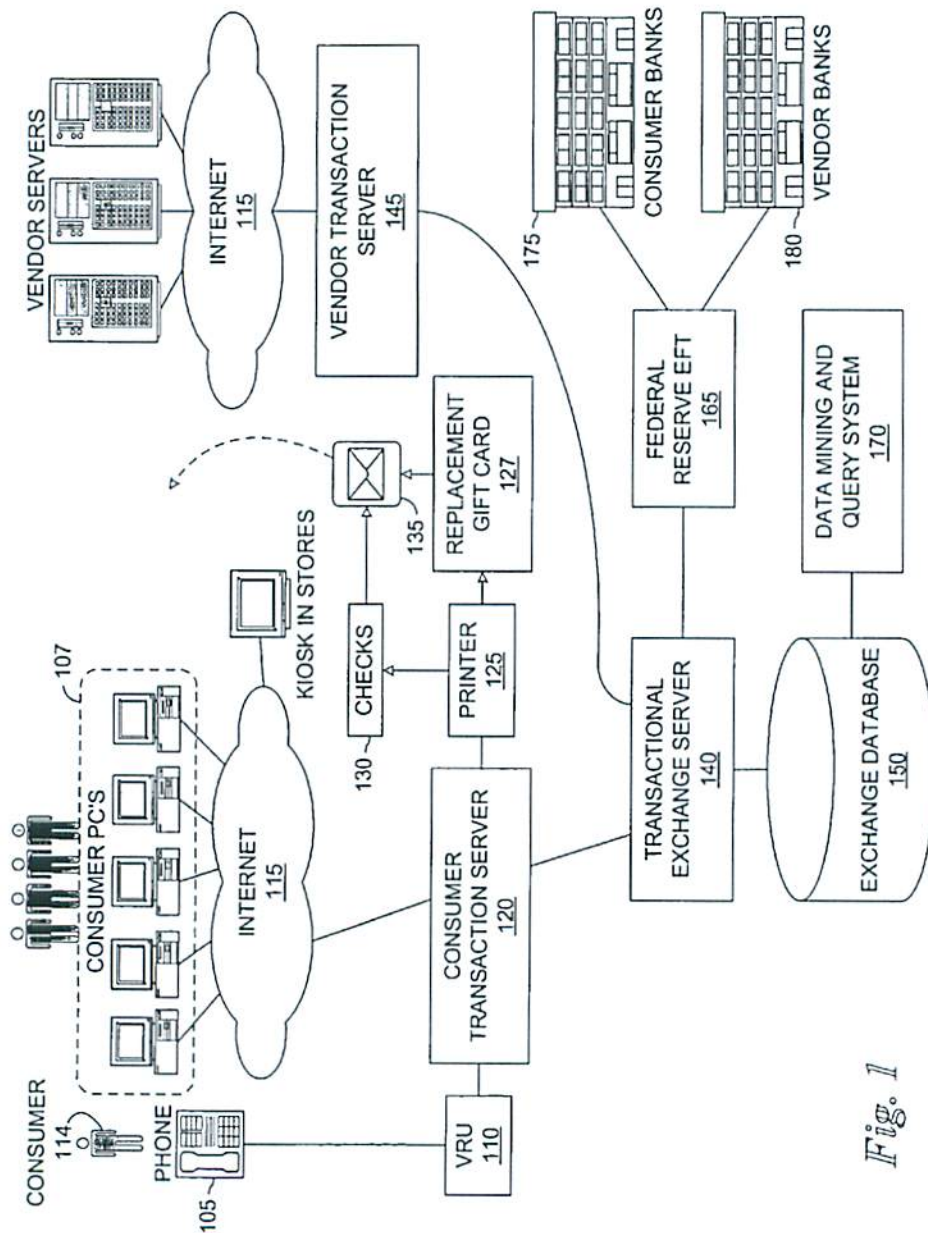 CONSUMER
114
PHONE
105
VRU
110
CONSUMER PC'S
107
INTERNET
115
KIOSK IN STORES
CONSUMER
TRANSACTION SERVER
120
CHECKS
130
PRINTER
125
135
REPLACEMENT
GIFT CARD
127
VENDOR SERVERS
INTERNET
115
VENDOR TRANSACTION
SERVER
145
TRANSACTIONAL
EXCHANGE SERVER
140
EXCHANGE DATABASE
150
FEDERAL
RESERVE EFT
165
DATA MINING AND
QUERY SYSTEM
170
175
CONSUMER BANKS
VENDOR BANKS
180
Fig. 1